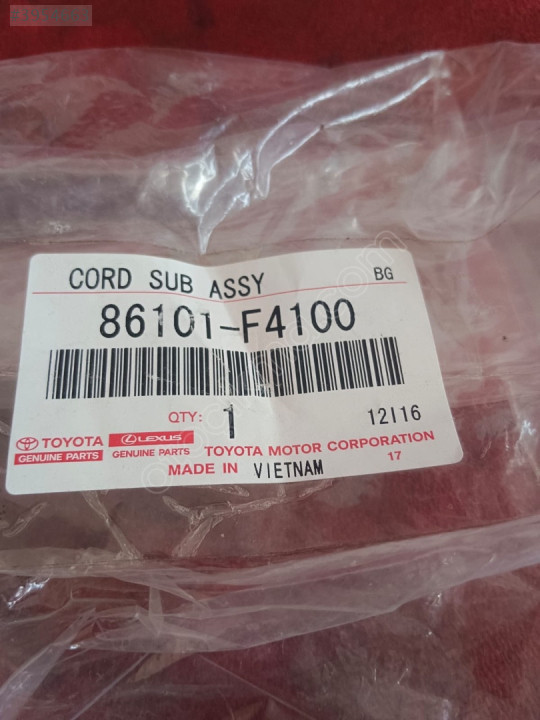 CORD SUB ASSY BG
86101-F4100
QTY: 1 12I16
TOYOTA LEXUS TOYOTA MOTOR CORPORATION
GENUINE PARTS GENUINE PARTS 17
MADE IN VIETNAM